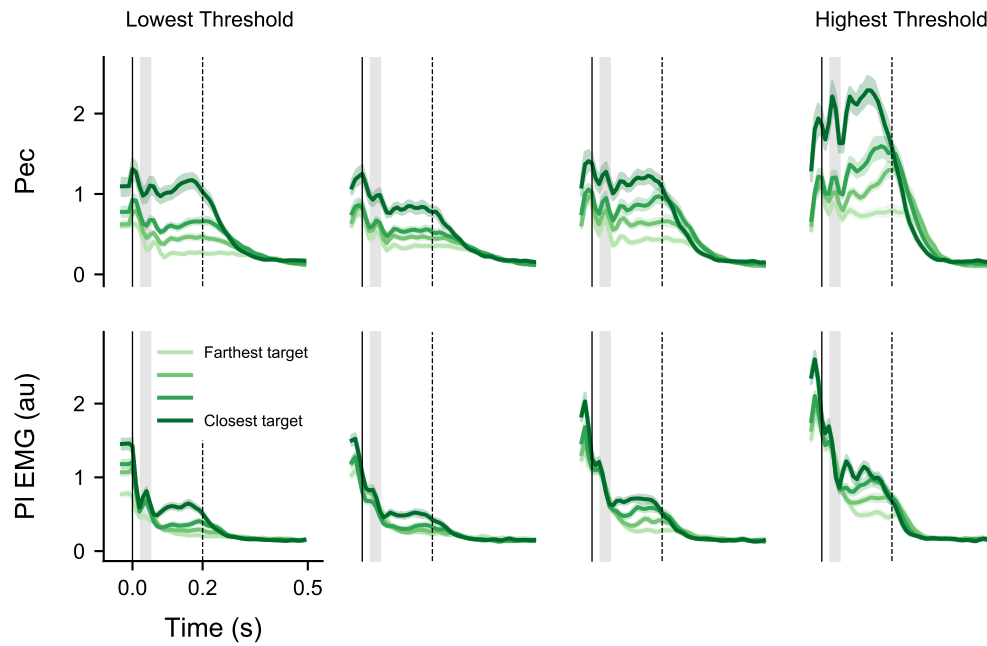 Lowest Threshold
Highest Threshold
Pec
2
1
0
PI EMG (au)
2
1
0
Farthest target
Closest target
0.0
0.2
0.5
Time (s)